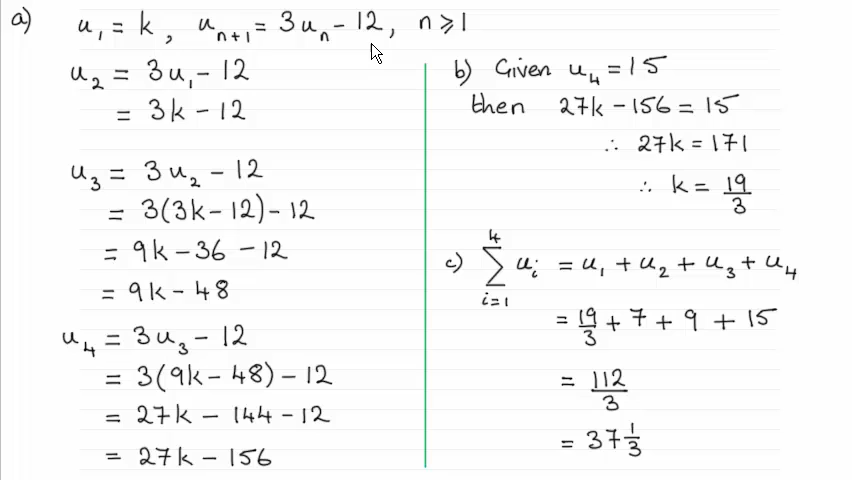 a) u₁ = k, uₙ₊₁ = 3uₙ − 12, n ⩾ 1
u₂ = 3u₁ − 12
= 3k − 12
u₃ = 3u₂ − 12
= 3(3k − 12) − 12
= 9k − 36 − 12
= 9k − 48
u₄ = 3u₃ − 12
= 3(9k − 48) − 12
= 27k − 144 − 12
= 27k − 156
b) Given u₄ = 15
then 27k − 156 = 15
∴ 27k = 171
∴ k = 19/3
c) ∑ᵢ₌₁⁴ uᵢ = u₁ + u₂ + u₃ + u₄
= 19/3 + 7 + 9 + 15
= 112/3
= 37 1/3